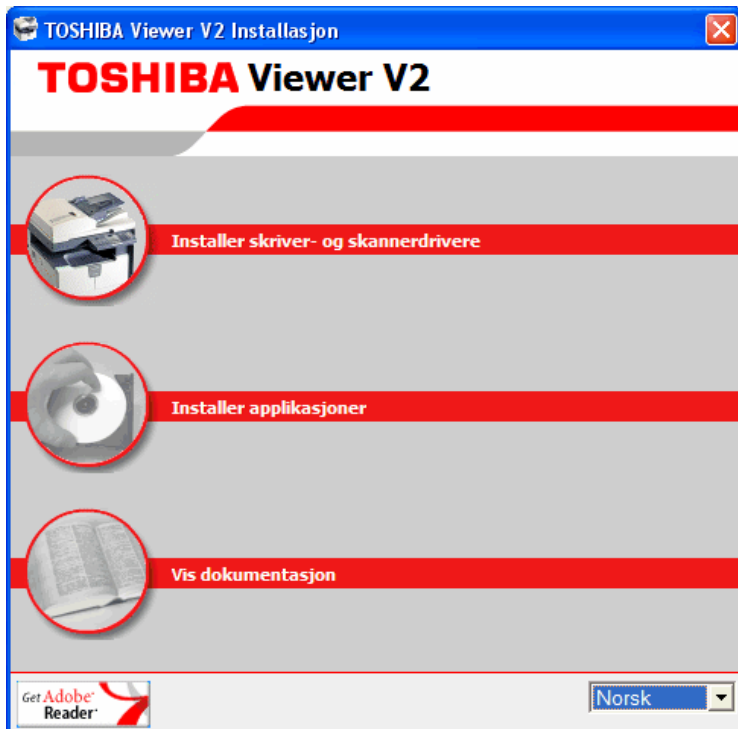 TOSHIBA Viewer V2 Installasjon
TOSHIBA Viewer V2
Installer skriver- og skannerdrivere
Installer applikasjoner
Vis dokumentasjon
Get Adobe
Reader
Norsk